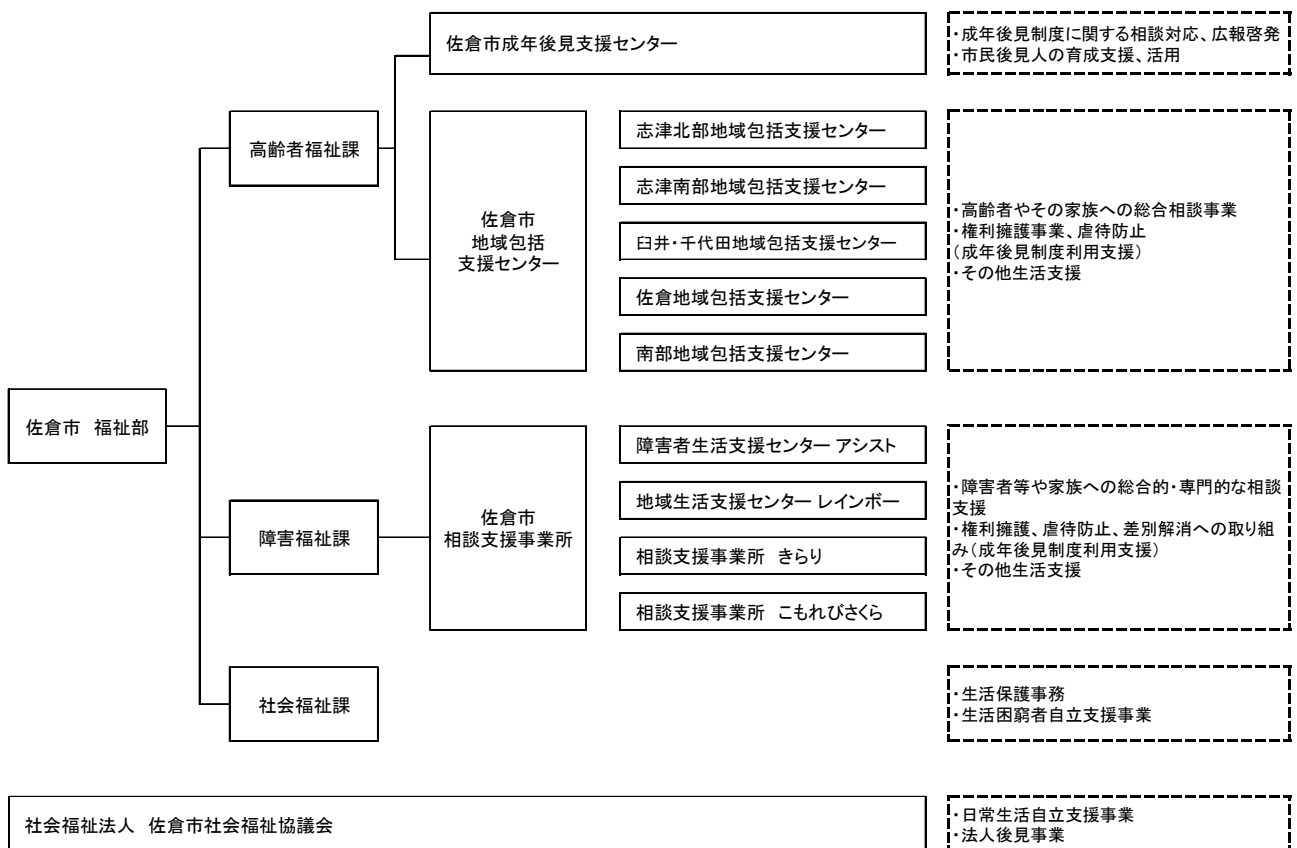 佐倉市成年後見支援センター
・成年後見制度に関する相談対応、広報啓発
・市民後見人の育成支援、活用
高齢者福祉課
佐倉市
地域包括
支援センター
志津北部地域包括支援センター
志津南部地域包括支援センター
臼井・千代田地域包括支援センター
佐倉地域包括支援センター
南部地域包括支援センター
・高齢者やその家族への総合相談事業
・権利擁護事業、虐待防止
(成年後見制度利用支援)
・その他生活支援
佐倉市 福祉部
障害福祉課
佐倉市
相談支援事業所
障害者生活支援センター アシスト
地域生活支援センター レインボー
相談支援事業所 きらり
相談支援事業所 こもれびさくら
・障害者等や家族への総合的・専門的な相談
支援
・権利擁護、虐待防止、差別解消への取り組
み(成年後見制度利用支援)
・その他生活支援
社会福祉課
・生活保護事務
・生活困窮者自立支援事業
社会福祉法人 佐倉市社会福祉協議会
・日常生活自立支援事業
・法人後見事業